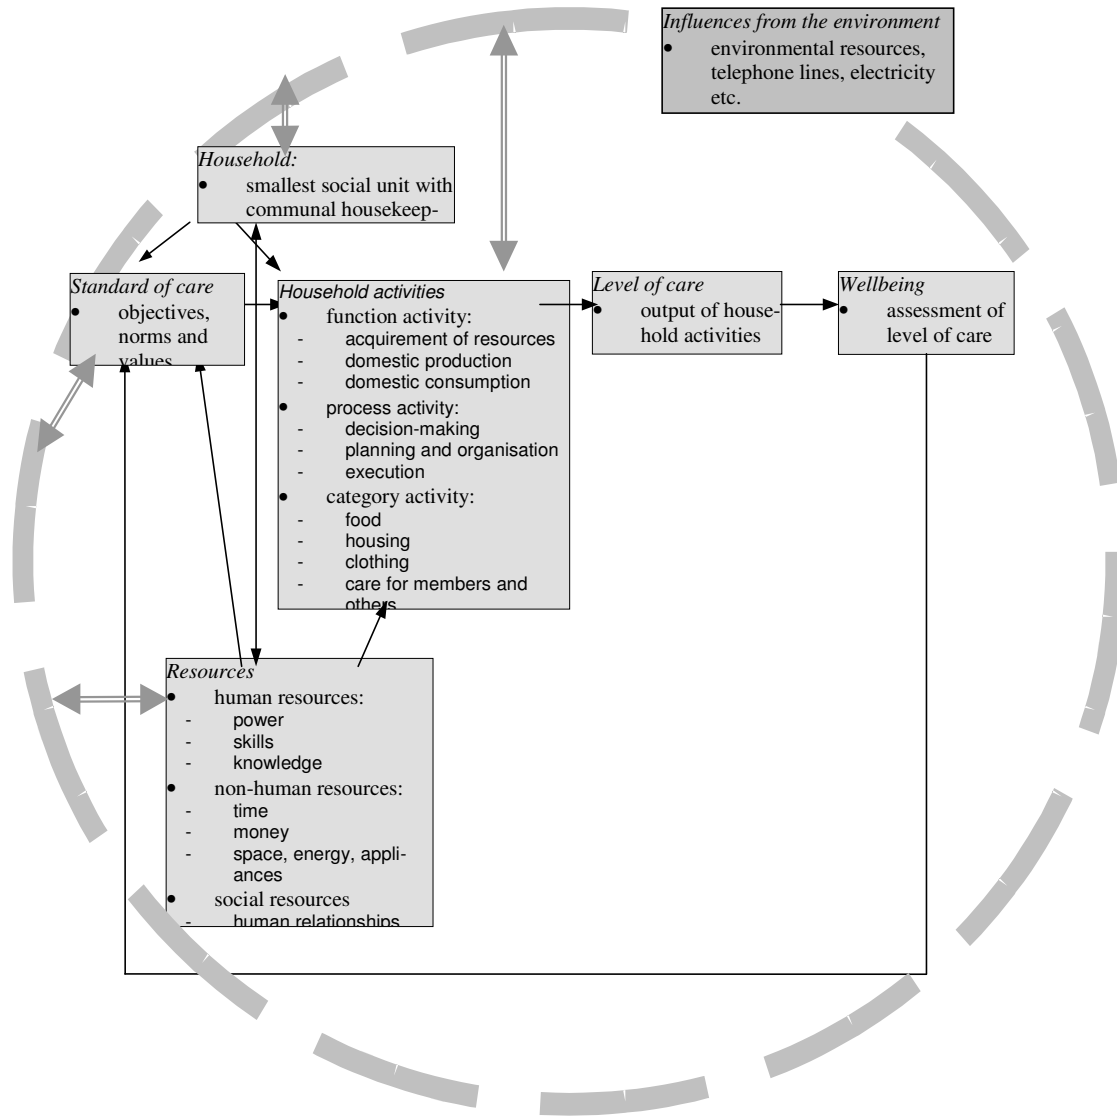 Influences from the environment
• environmental resources,
telephone lines, electricity
etc.
Household:
• smallest social unit with
communal housekeep-
Standard of care
• objectives,
norms and
values
Household activities
• function activity:
- acquirement of resources
- domestic production
- domestic consumption
• process activity:
- decision-making
- planning and organisation
- execution
• category activity:
- food
- housing
- clothing
- care for members and
others
Level of care
• output of house-
hold activities
Wellbeing
• assessment of
level of care
Resources
• human resources:
- power
- skills
- knowledge
• non-human resources:
- time
- money
- space, energy, appli-
ances
• social resources
- human relationships